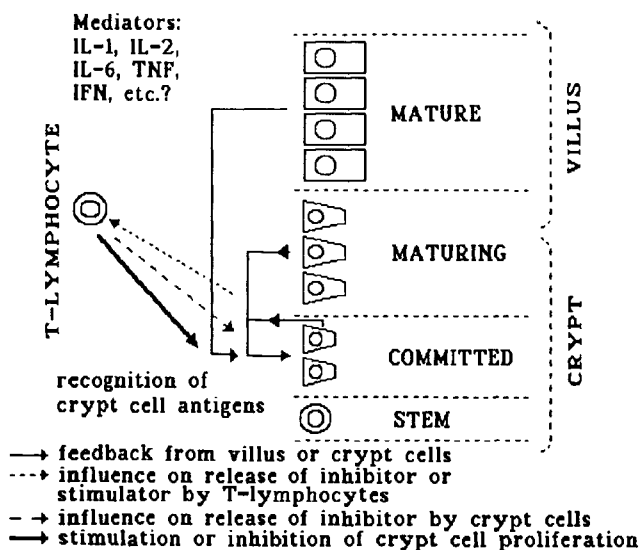 Mediators:
IL-1, IL-2,
IL-6, TNF,
IFN, etc.?
T-LYMPHOCYTE
MATURE
MATURING
COMMITTED
STEM
VILLUS
CRYPT
recognition of
crypt cell antigens
feedback from villus or crypt cells
influence on release of inhibitor or
stimulator by T-lymphocytes
influence on release of inhibitor by crypt cells
stimulation or inhibition of crypt cell proliferation